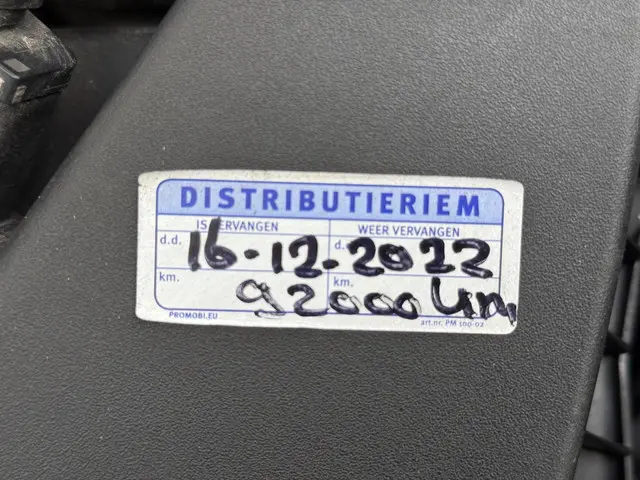 DISTRIBUTIERIEM
IS VERVANGEN WEER VERVANGEN
d.d. 16-12-2022 d.
km. 92000 km
km.
PROMOBI.EU art.nr. PM 100-02